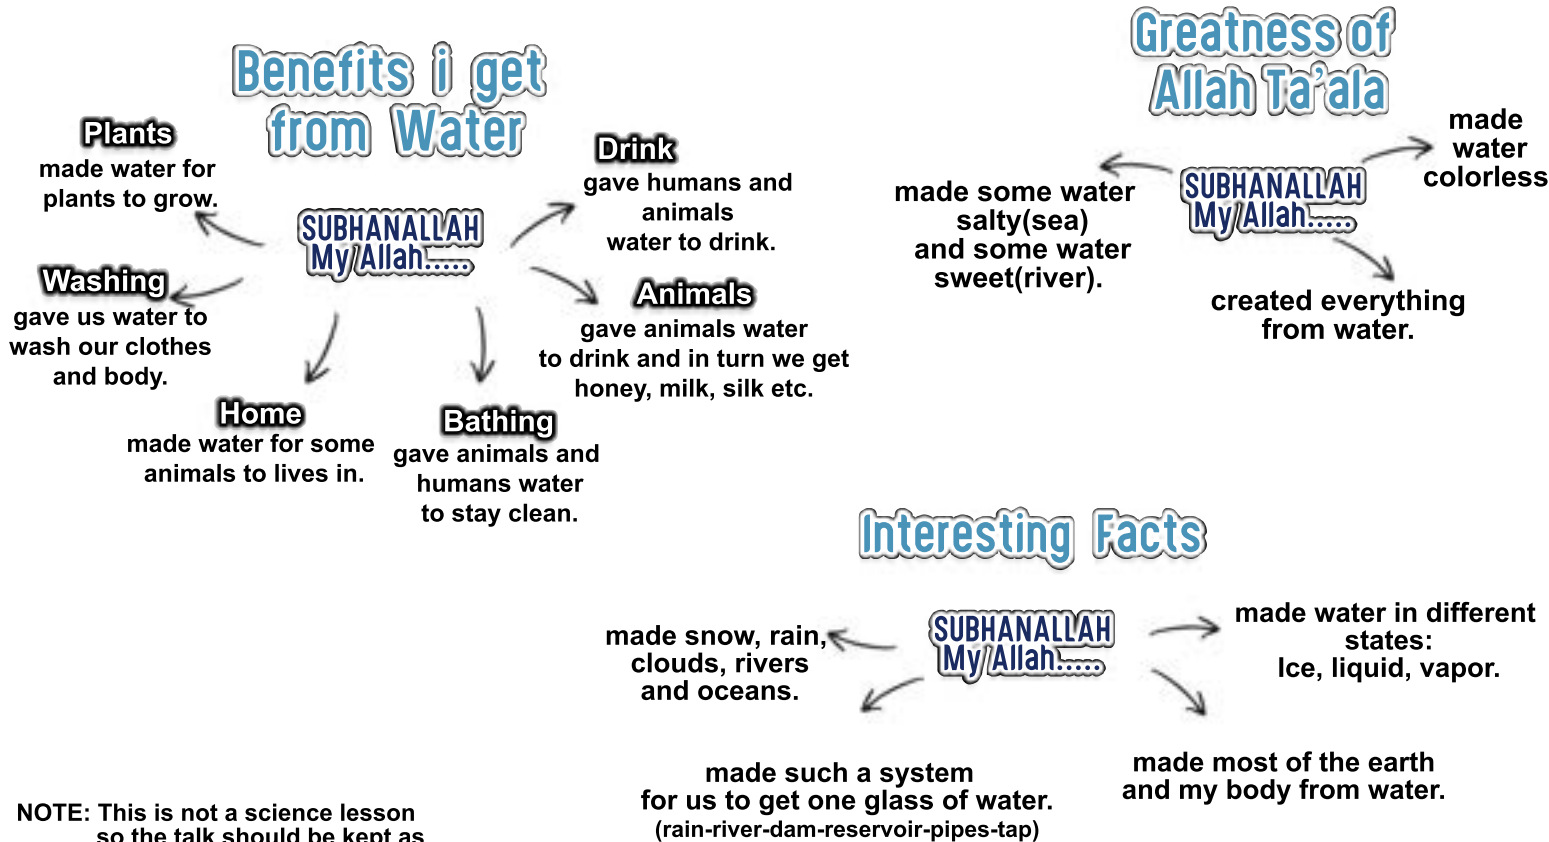 Benefits i get
from Water
Plants
made water for
plants to grow.
Drink
gave humans and
animals
water to drink.
SUBHANALLAH
My Allah.....
Washing
gave us water to
wash our clothes
and body.
Animals
gave animals water
to drink and in turn we get
honey, milk, silk etc.
Home
made water for some
animals to lives in.
Bathing
gave animals and
humans water
to stay clean.
Greatness of
Allah Ta'ala
made
water
colorless
SUBHANALLAH
My Allah.....
made some water
salty(sea)
and some water
sweet(river).
created everything
from water.
Interesting Facts
SUBHANALLAH
My Allah.....
made snow, rain,
clouds, rivers
and oceans.
made water in different
states:
Ice, liquid, vapor.
made such a system
for us to get one glass of water.
(rain-river-dam-reservoir-pipes-tap)
made most of the earth
and my body from water.
NOTE: This is not a science lesson
so the talk should be kept as